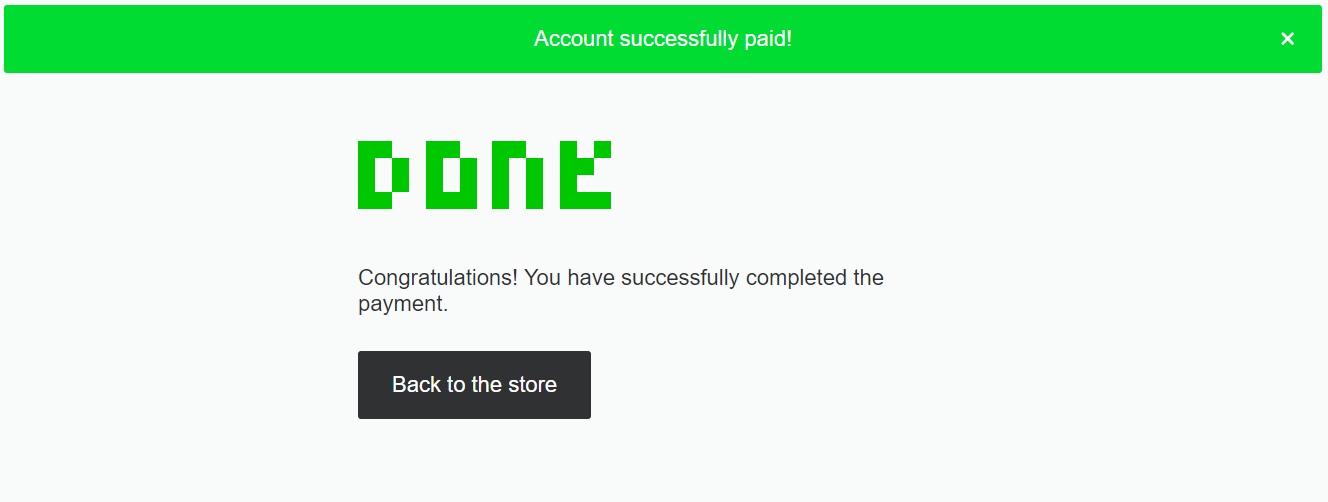 Account successfully paid!
DONE
Congratulations! You have successfully completed the
payment.
Back to the store